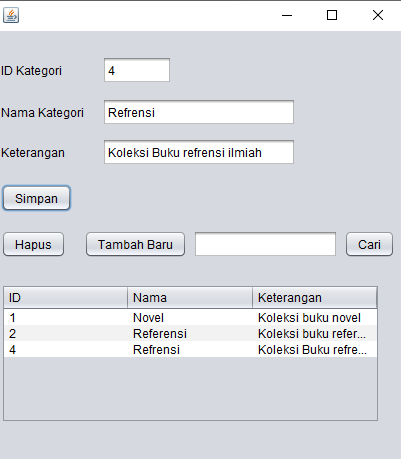 ID Kategori 4
Nama Kategori Refrensi
Keterangan Koleksi Buku refrensi ilmiah
Simpan
Hapus Tambah Baru Cari
ID Nama Keterangan
1 Novel Koleksi buku novel
2 Referensi Koleksi buku refer...
4 Refrensi Koleksi Buku refre...